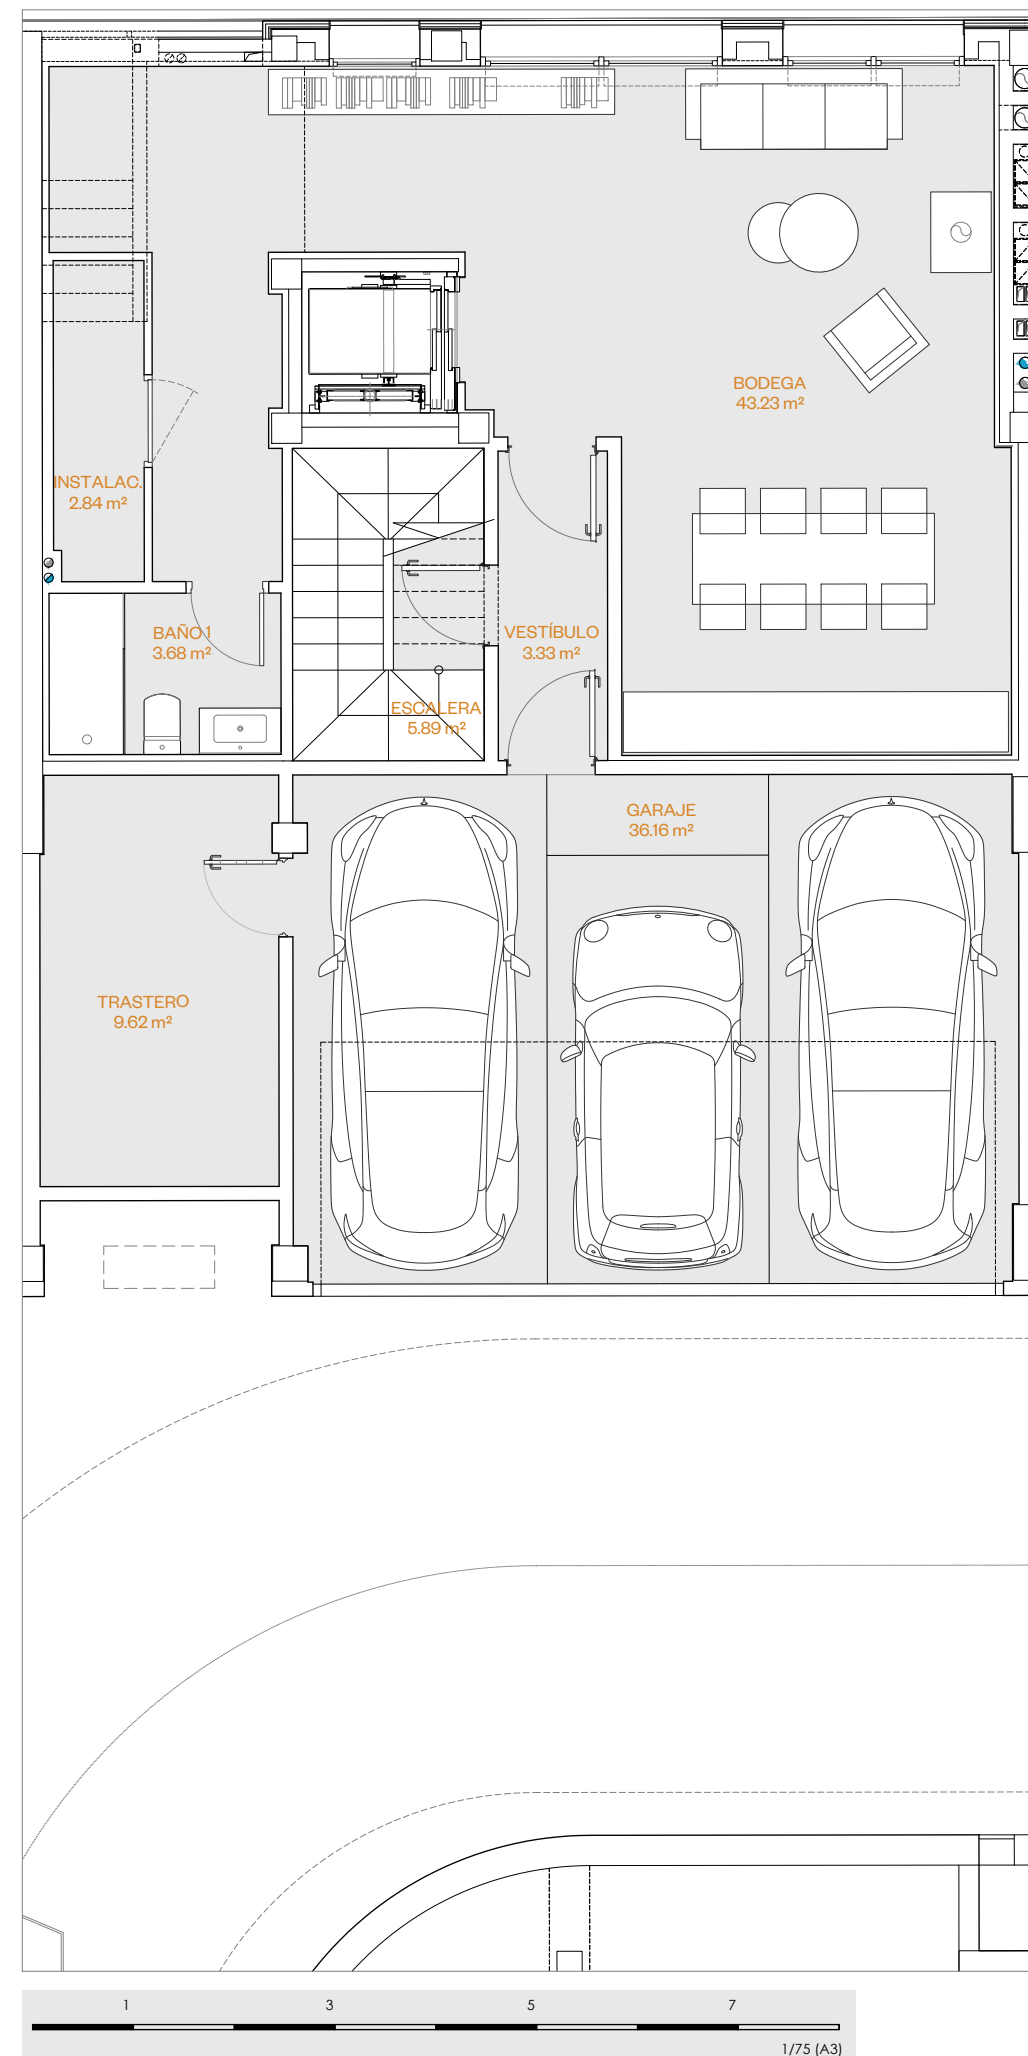 BODEGA
43.23 m²
INSTALAC.
2.84 m²
BAÑO 1
3.68 m²
VESTÍBULO
3.33 m²
ESCALERA
5.89 m²
GARAJE
36.16 m²
TRASTERO
9.62 m²
1 3 5 7
1/75 (A3)